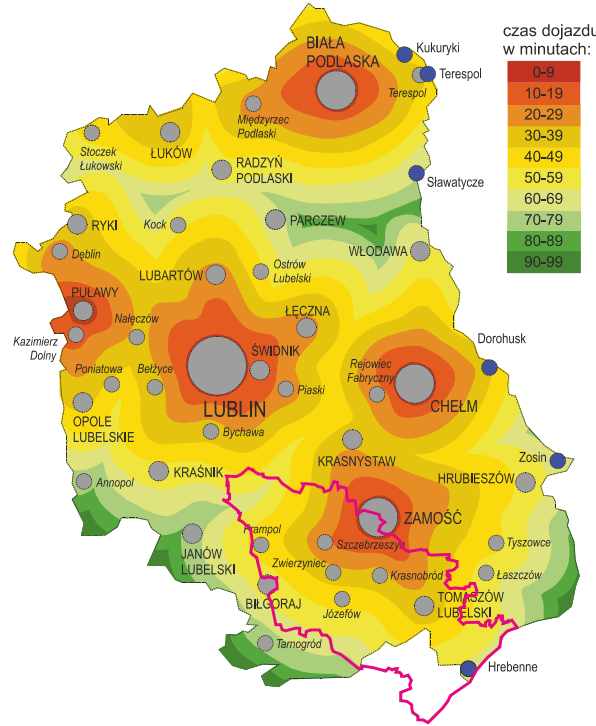 czas dojazdu
w minutach:
0-9
10-19
20-29
30-39
40-49
50-59
60-69
70-79
80-89
90-99
BIAŁA
PODLASKA
Kukuryki
Terespol
Terespol
Międzyrzec
Podlaski
Stoczek
Łukowski
ŁUKÓW
RADZYŃ
PODLASKI
Sławatycze
RYKI
Kock
PARCZEW
WŁODAWA
Dęblin
LUBARTÓW
Ostrów
Lubelski
PUŁAWY
ŁĘCZNA
Nałęczów
Kazimierz
Dolny
Dorohusk
ŚWIDNIK
Rejowiec
Fabryczny
Poniatowa
Bełżyce
Piaski
CHEŁM
LUBLIN
OPOLE
LUBELSKIE
Bychawa
KRASNYSTAW
Zosin
KRAŚNIK
HRUBIESZÓW
Annopol
ZAMOŚĆ
Frampol
Szczebrzeszyn
Tyszowce
JANÓW
LUBELSKI
Zwierzyniec
Krasnobród
Łaszczów
BIŁGORAJ
Józefów
TOMASZÓW
LUBELSKI
Tarnogród
Hrebenne